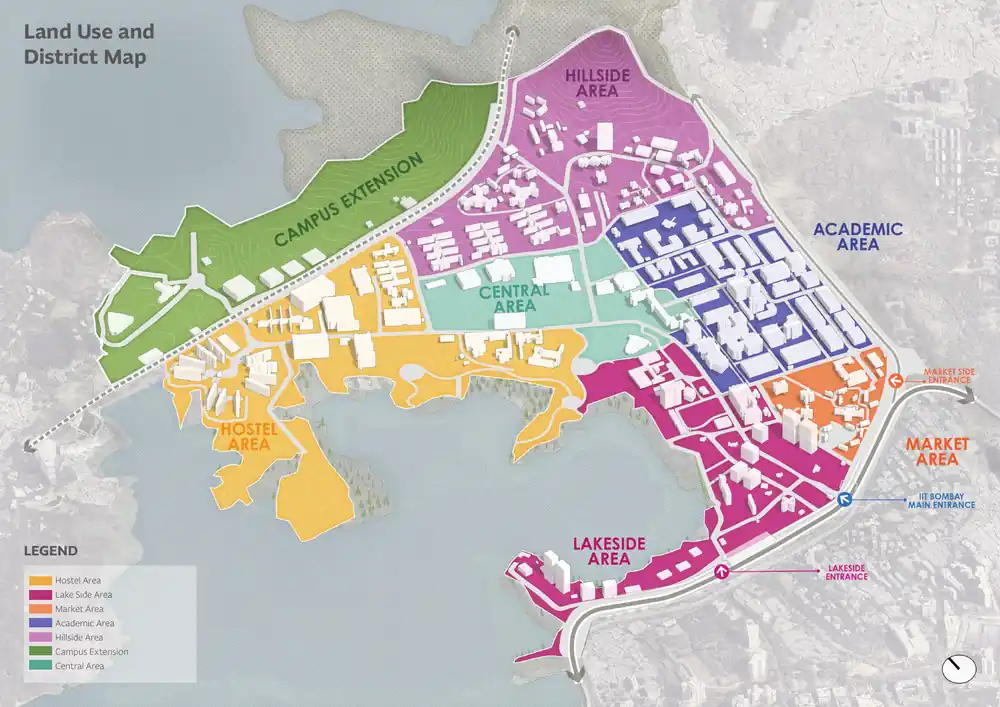 Land Use and
District Map
HILLSIDE
AREA
CAMPUS EXTENSION
ACADEMIC
AREA
CENTRAL
AREA
MARKET SIDE
ENTRANCE
HOSTEL
AREA
MARKET
AREA
IIT BOMBAY
MAIN ENTRANCE
LAKESIDE
AREA
LAKESIDE
ENTRANCE
LEGEND
Hostel Area
Lake Side Area
Market Area
Academic Area
Hillside Area
Campus Extension
Central Area